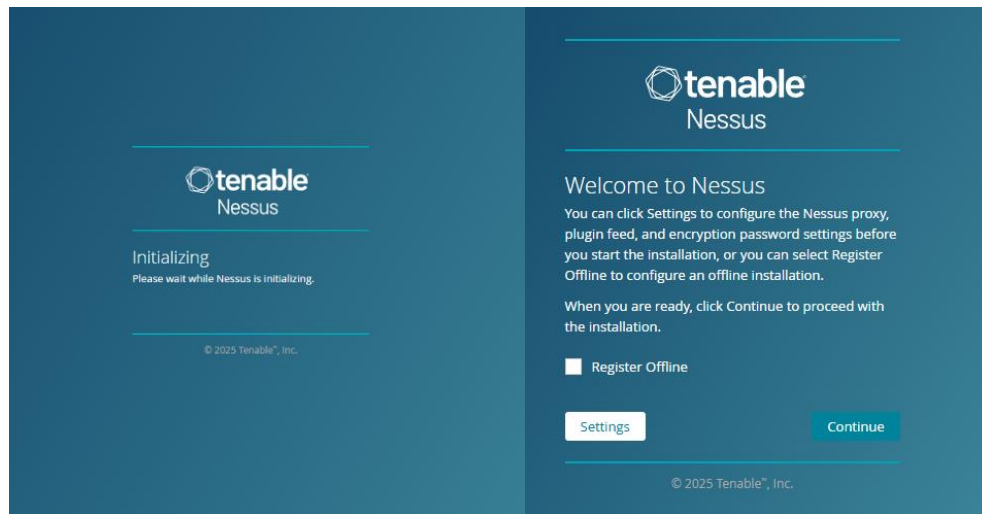 tenable
Nessus
Initializing
Please wait while Nessus is initializing.
© 2025 Tenable™, Inc.
tenable
Nessus
Welcome to Nessus
You can click Settings to configure the Nessus proxy,
plugin feed, and encryption password settings before
you start the installation, or you can select Register
Offline to configure an offline installation.
When you are ready, click Continue to proceed with
the installation.
Register Offline
Settings
Continue
© 2025 Tenable™, Inc.